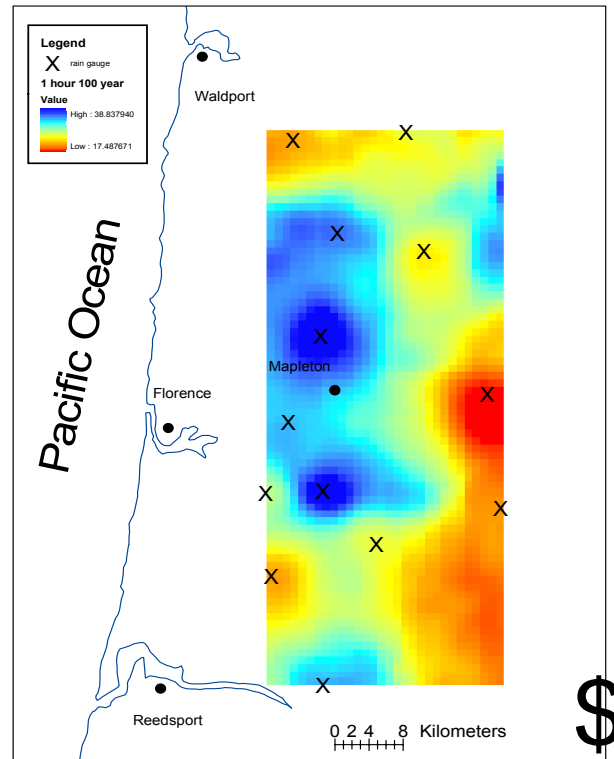 Legend
X rain gauge
1 hour 100 year
Value
High : 38.837940
Low : 17.487671
Waldport
X
X
X
X
Pacific Ocean
X
Mapleton
Florence
X
X
X
X
X
X
X
X
Reedsport
0 2 4 8 Kilometers
$